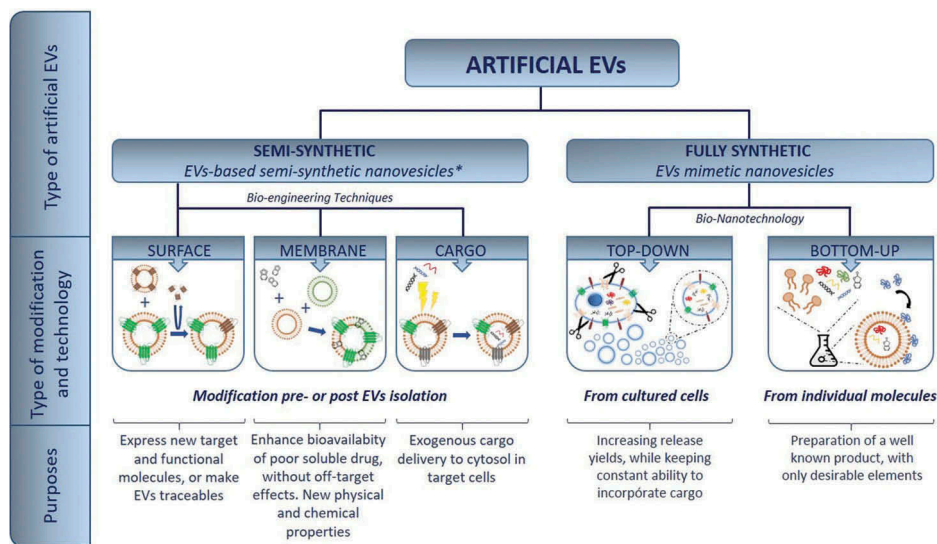 Type of artificial EVs
ARTIFICIAL EVs
SEMI-SYNTHETIC
EVs-based semi-synthetic nanovesicles*
FULLY SYNTHETIC
EVs mimetic nanovesicles
Bio-engineering Techniques
Bio-Nanotechnology
Type of modification
and technology
SURFACE
MEMBRANE
CARGO
TOP-DOWN
BOTTOM-UP
Modification pre- or post EVs isolation
From cultured cells
From individual molecules
Purposes
Express new target
and functional
molecules, or make
EVs traceables
Enhance bioavailabity
of poor soluble drug,
without off-target
effects. New physical
and chemical
properties
Exogenous cargo
delivery to cytosol in
target cells
Increasing release
yields, while keeping
constant ability to
incorpórate cargo
Preparation of a well
known product, with
only desirable elements